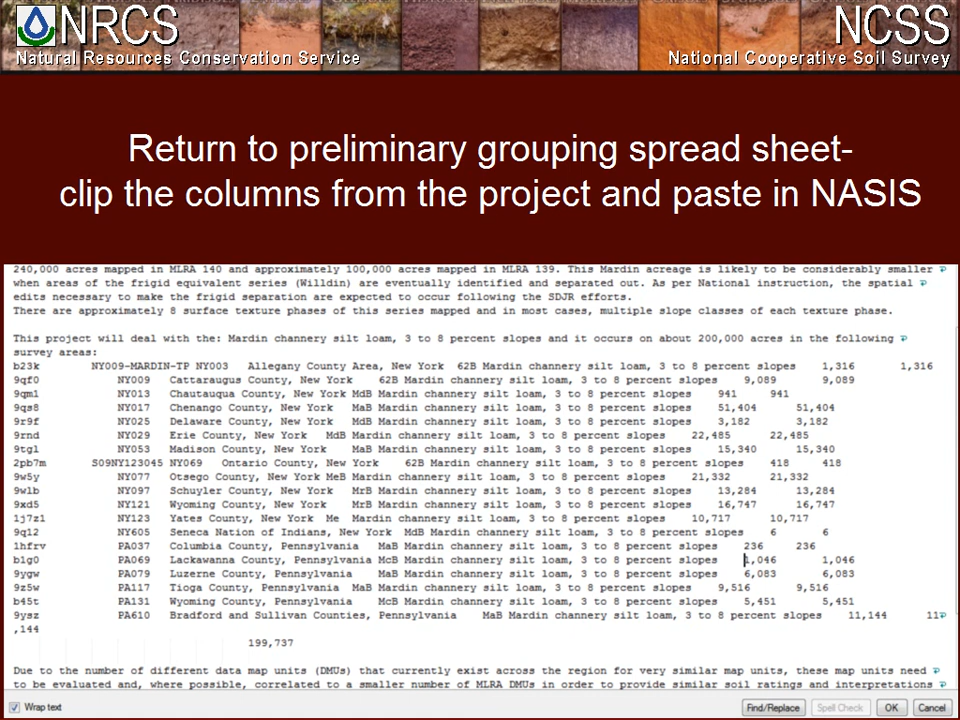 NRCS
NCSS
Natural Resources Conservation Service
National Cooperative Soil Survey
Return to preliminary grouping spread sheet-
clip the columns from the project and paste in NASIS
240,000 acres mapped in MLRA 140 and approximately 100,000 acres mapped in MLRA 139. This Mardin acreage is likely to be considerably smaller
when areas of the frigid equivalent series (Willdin) are eventually identified and separated out. As per National instruction, the spatial
edits necessary to make the frigid separation are expected to occur following the SDJR efforts.
There are approximately 8 surface texture phases of this series mapped and in most cases, multiple slope classes of each texture phase.
This project will deal with the: Mardin channery silt loam, 3 to 8 percent slopes and it occurs on about 200,000 acres in the following
survey areas:
b23k NY009-MARDIN-TP NY003 Allegany County Area, New York 62B Mardin channery silt loam, 3 to 8 percent slopes 1,316 1,316
9qf0 NY009 Cattaraugus County, New York 62B Mardin channery silt loam, 3 to 8 percent slopes 9,089 9,089
9qm1 NY013 Chautauqua County, New York MdB Mardin channery silt loam, 3 to 8 percent slopes 941 941
9qs8 NY017 Chenango County, New York MaB Mardin channery silt loam, 3 to 8 percent slopes 51,404 51,404
9r9f NY025 Delaware County, New York MdB Mardin channery silt loam, 3 to 8 percent slopes 3,182 3,182
9rnd NY029 Erie County, New York MdB Mardin channery silt loam, 3 to 8 percent slopes 22,485 22,485
9tgl NY053 Madison County, New York MaB Mardin channery silt loam, 3 to 8 percent slopes 15,340 15,340
2pb7m S09NY123045 NY069 Ontario County, New York 62B Mardin channery silt loam, 3 to 8 percent slopes 418 418
9w5y NY077 Otsego County, New York MeB Mardin channery silt loam, 3 to 8 percent slopes 21,332 21,332
9wlb NY097 Schuyler County, New York MrB Mardin channery silt loam, 3 to 8 percent slopes 13,284 13,284
9xd5 NY121 Wyoming County, New York MrB Mardin channery silt loam, 3 to 8 percent slopes 16,747 16,747
1j7z1 NY123 Yates County, New York Me Mardin channery silt loam, 3 to 8 percent slopes 10,717 10,717
9q12 NY605 Seneca Nation of Indians, New York MdB Mardin channery silt loam, 3 to 8 percent slopes 6 6
1hfrv PA037 Columbia County, Pennsylvania MaB Mardin channery silt loam, 3 to 8 percent slopes 236 236
b1g0 PA069 Lackawanna County, Pennsylvania McB Mardin channery silt loam, 3 to 8 percent slopes 1,046 1,046
9ygw PA079 Luzerne County, Pennsylvania MaB Mardin channery silt loam, 3 to 8 percent slopes 6,083 6,083
9z5w PA117 Tioga County, Pennsylvania MaB Mardin channery silt loam, 3 to 8 percent slopes 9,516 9,516
b45t PA131 Wyoming County, Pennsylvania McB Mardin channery silt loam, 3 to 8 percent slopes 5,451 5,451
9ysz PA610 Bradford and Sullivan Counties, Pennsylvania MaB Mardin channery silt loam, 3 to 8 percent slopes 11,144 11
,144
199,737
Due to the number of different data map units (DMUs) that currently exist across the region for very similar map units, these map units need
to be evaluated and, where possible, correlated to a smaller number of MLRA DMUs in order to provide similar soil ratings and interpretations
Wrap text
Find/Replace
Spell Check
OK
Cancel